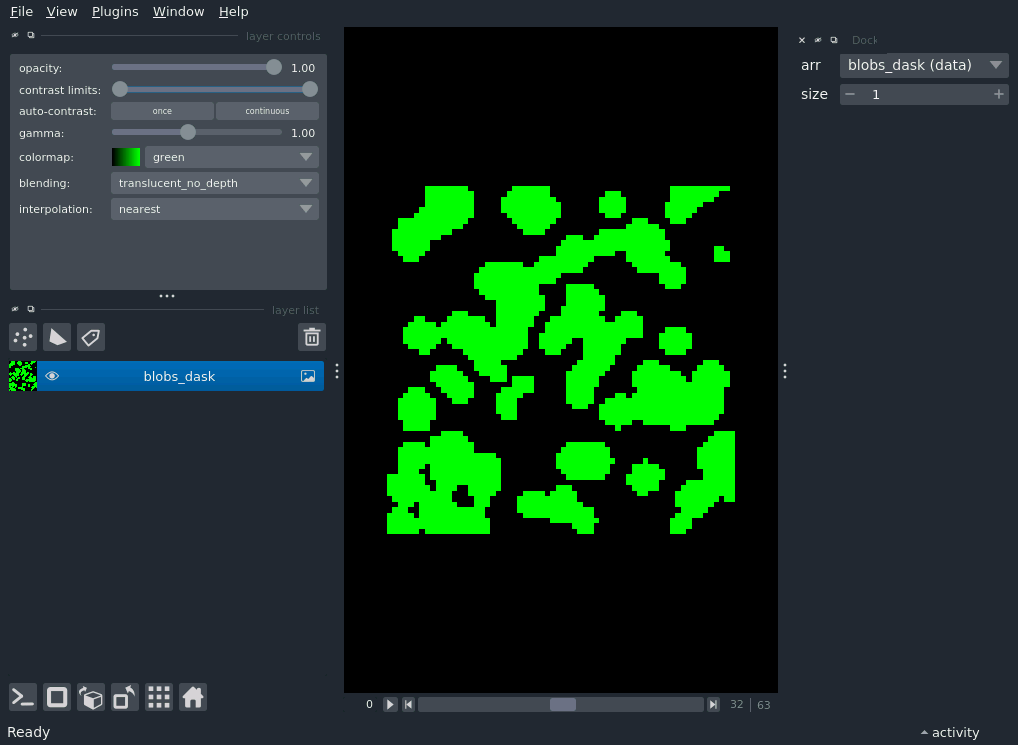 File View Plugins Window Help
layer controls
opacity: 1.00
contrast limits:
auto-contrast: once continuous
gamma: 1.00
colormap: green
blending: translucent_no_depth
interpolation: nearest
layer list
blobs_dask
0 32 63
Ready
activity
Dock
arr blobs_dask (data)
size 1